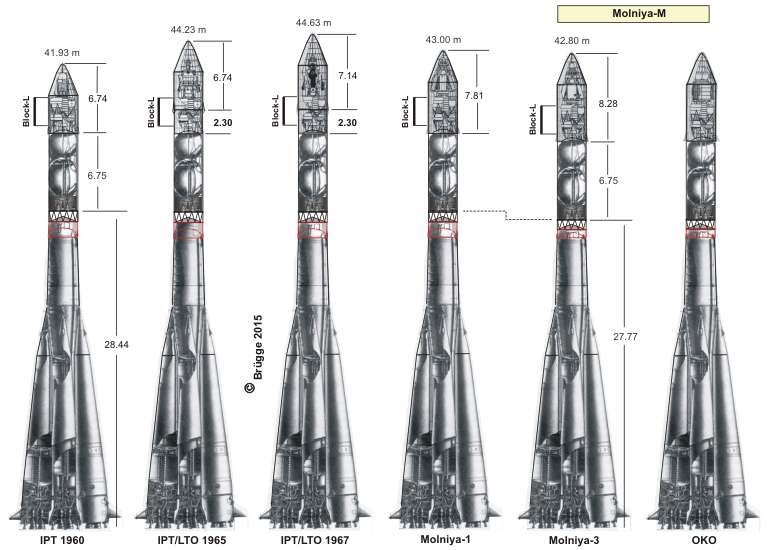 Molniya-M
41.93 m
44.23 m
44.63 m
43.00 m
42.80 m
6.74
6.74
7.14
7.81
8.28
Block-L
Block-L
Block-L
Block-L
Block-L
2.30
2.30
6.75
6.75
28.44
27.77
© Brügge 2015
IPT 1960
IPT/LTO 1965
IPT/LTO 1967
Molniya-1
Molniya-3
OKO